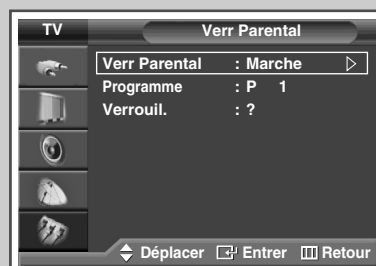 TV Verr Parental
Verr Parental : Marche
Programme : P 1
Verrouil. : ?
Déplacer Entrer Retour